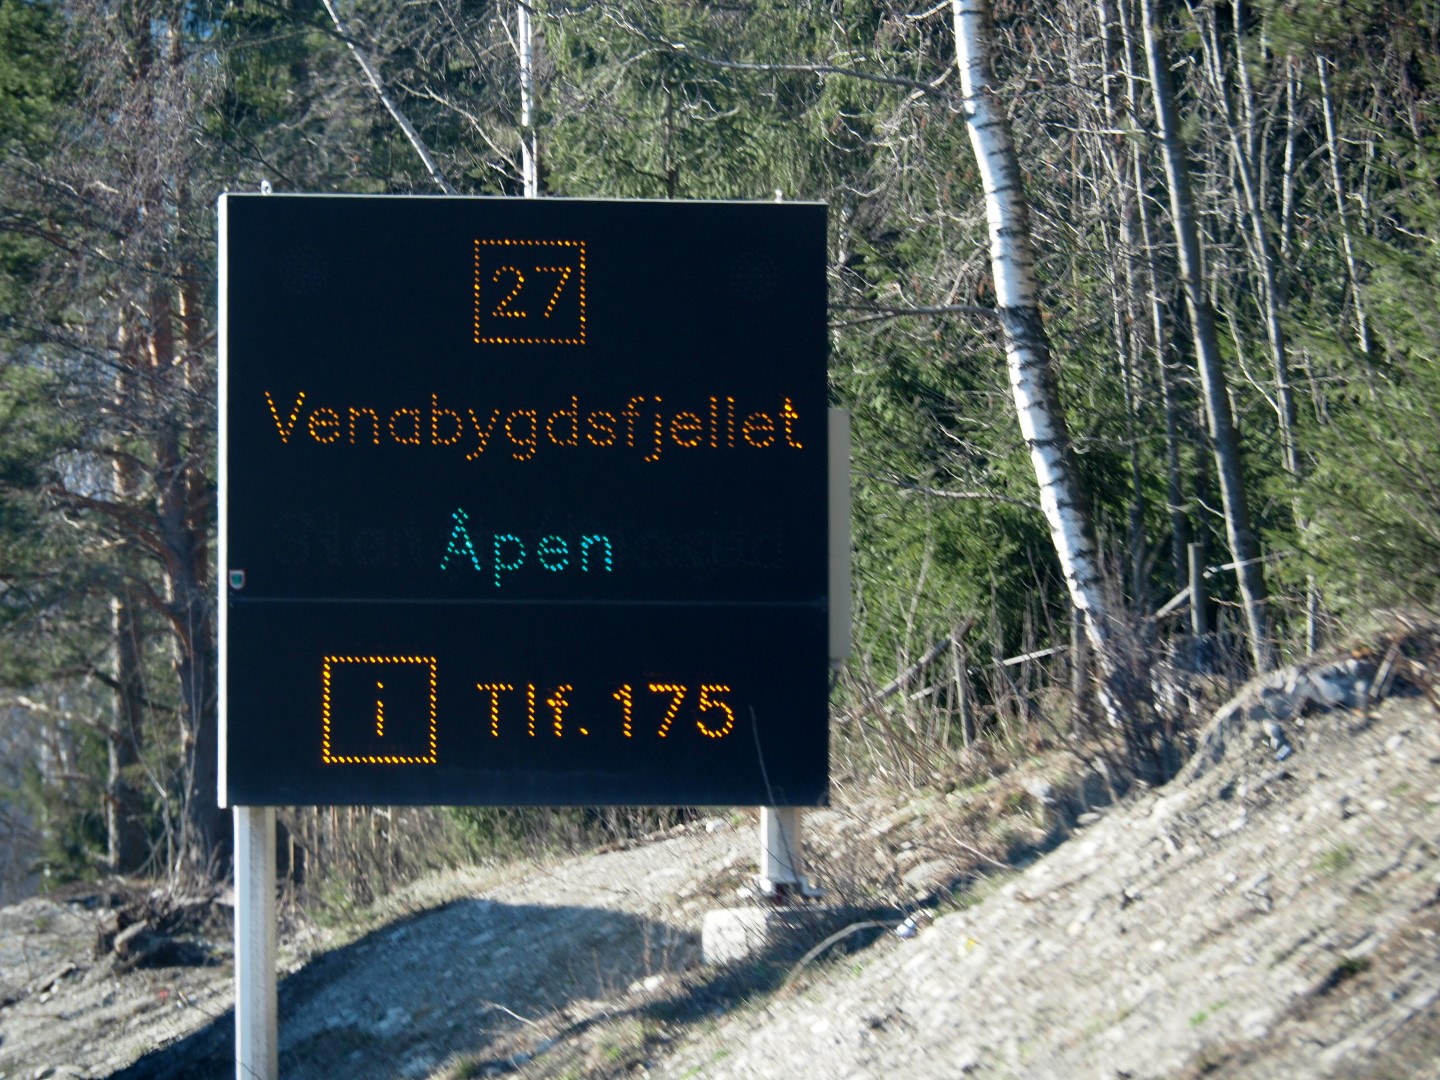 27
Venabygdsfjellet
Åpen
i Tlf. 175